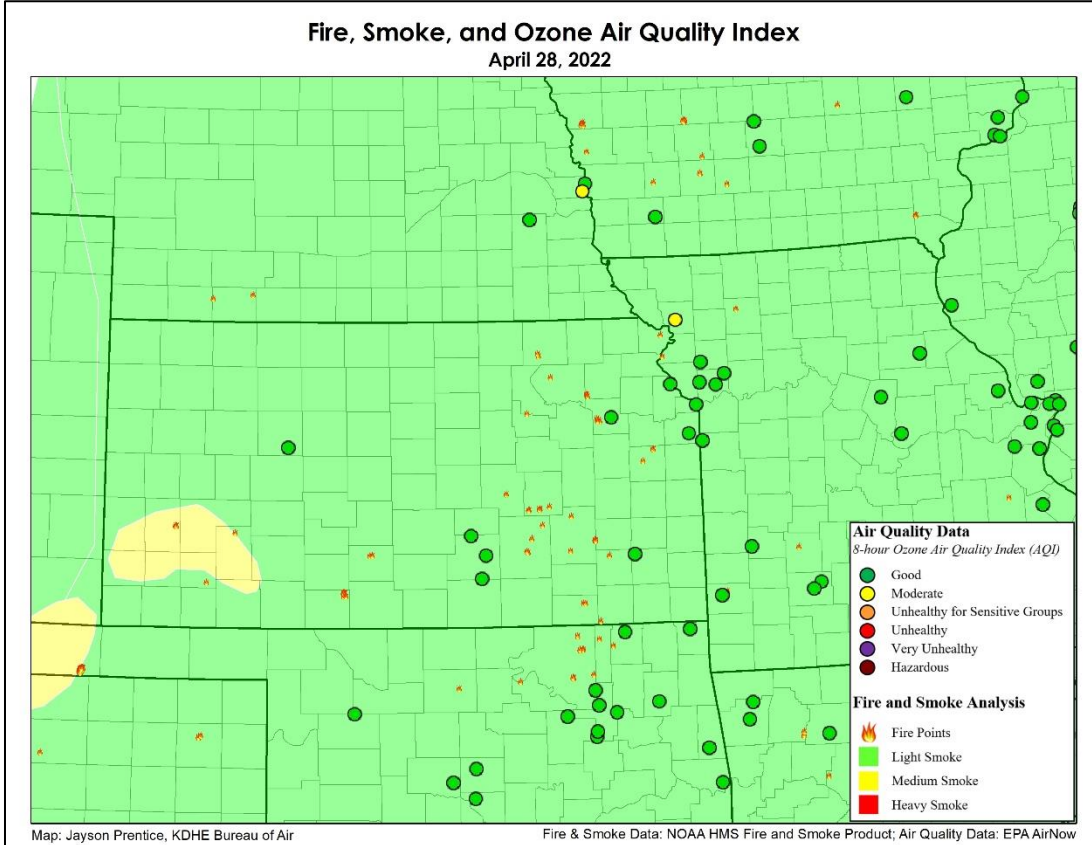 Fire, Smoke, and Ozone Air Quality Index
April 28, 2022
Air Quality Data
8-hour Ozone Air Quality Index (AQI)
Good
Moderate
Unhealthy for Sensitive Groups
Unhealthy
Very Unhealthy
Hazardous
Fire and Smoke Analysis
Fire Points
Light Smoke
Medium Smoke
Heavy Smoke
Map: Jayson Prentice, KDHE Bureau of Air
Fire & Smoke Data: NOAA HMS Fire and Smoke Product; Air Quality Data: EPA AirNow